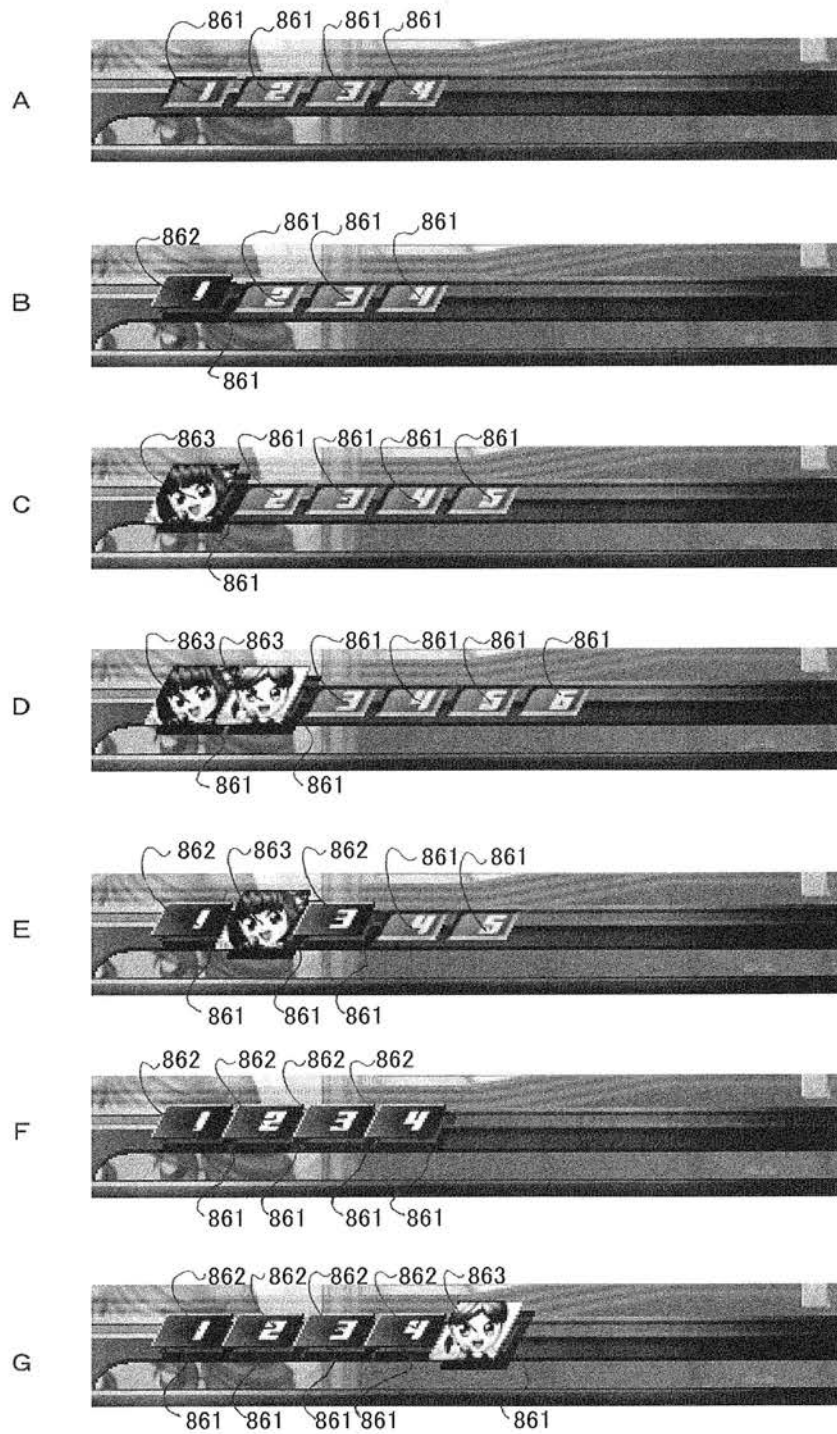 861 861 861 861
A 1 2 3 4
862 861 861 861
B 1 2 3 4
861
863 861 861 861 861
C 2 3 4 5
861
863 863 861 861 861 861
D 3 4 5 6
861 861
862 863 862 861 861
E 1 3 4 5
861 861 861
862 862 862 862
F 1 2 3 4
861 861 861 861
862 862 862 862 863
G 1 2 3 4
861 861 861 861 861